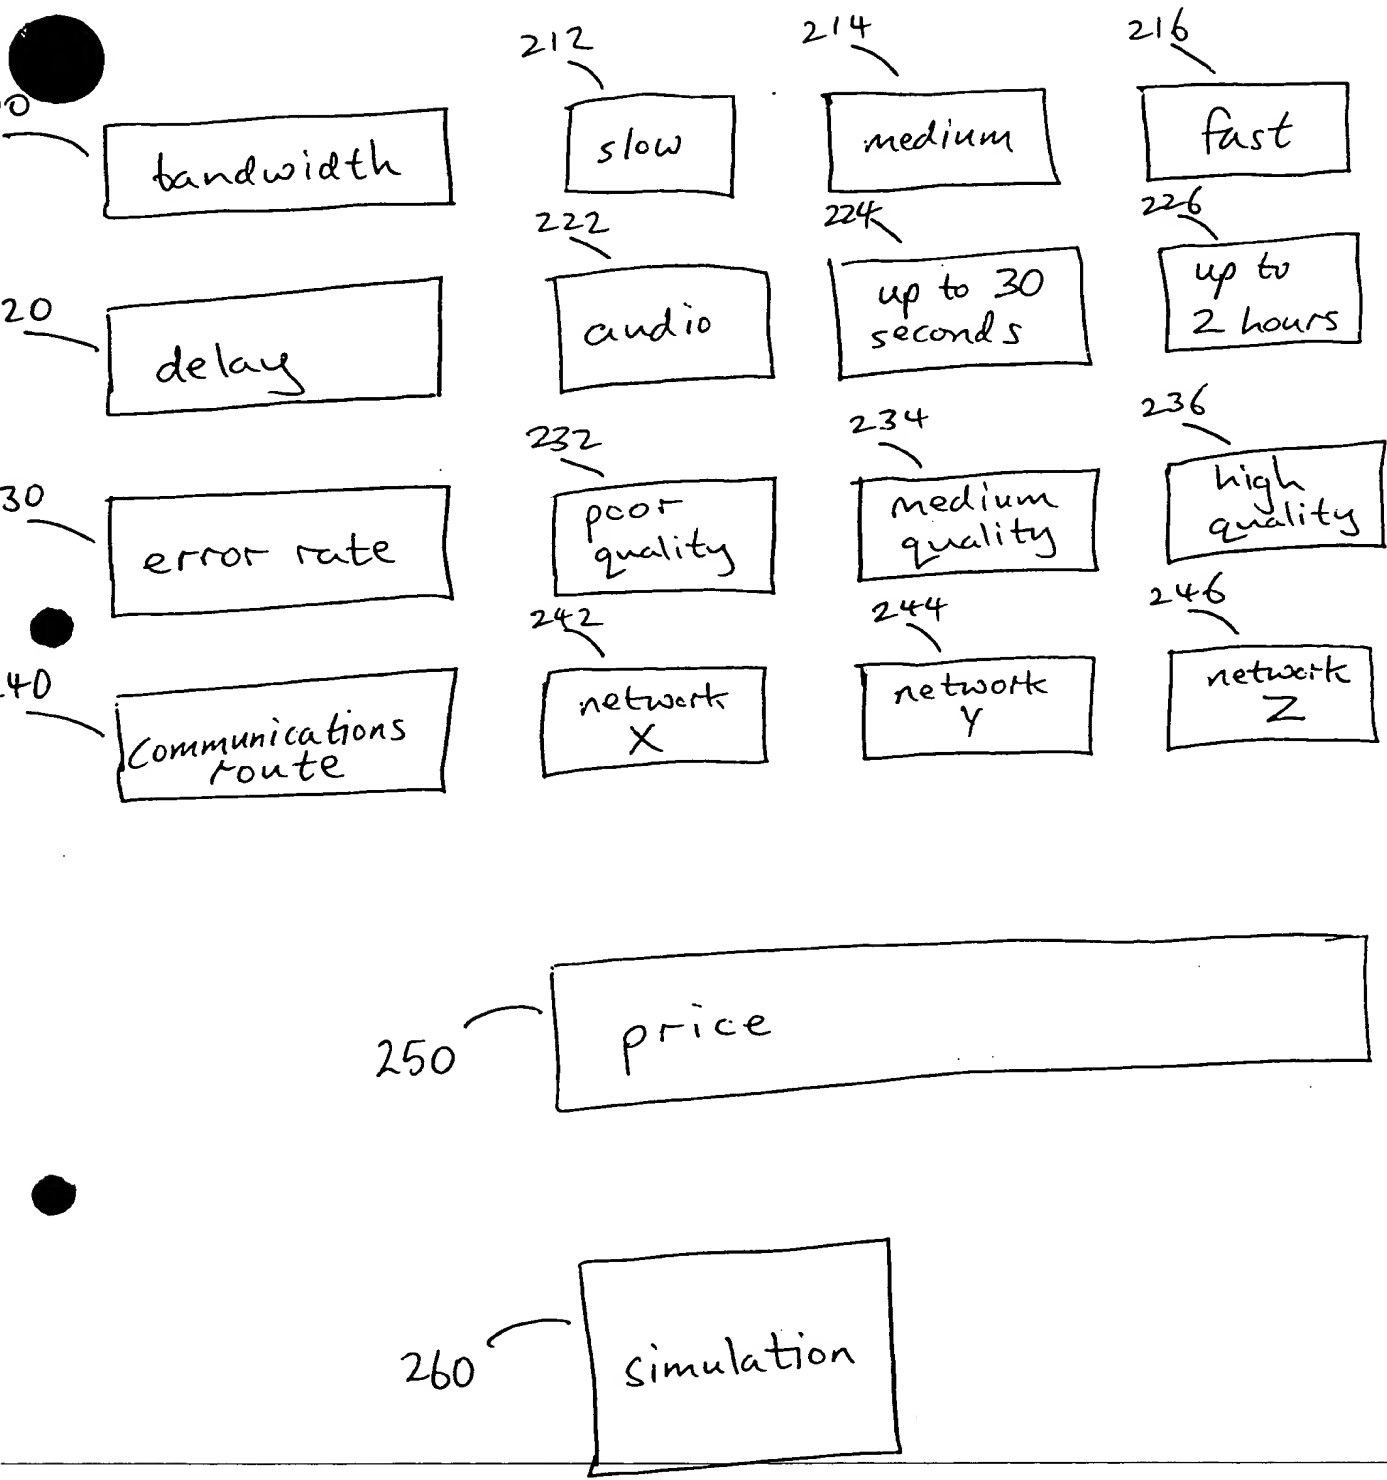 212 214 216
bandwidth slow medium fast
222 224 226
20 delay audio up to 30 seconds up to 2 hours
232 234 236
30 error rate poor quality medium quality high quality
242 244 246
40 communications route network X network Y network Z
250 price
260 simulation